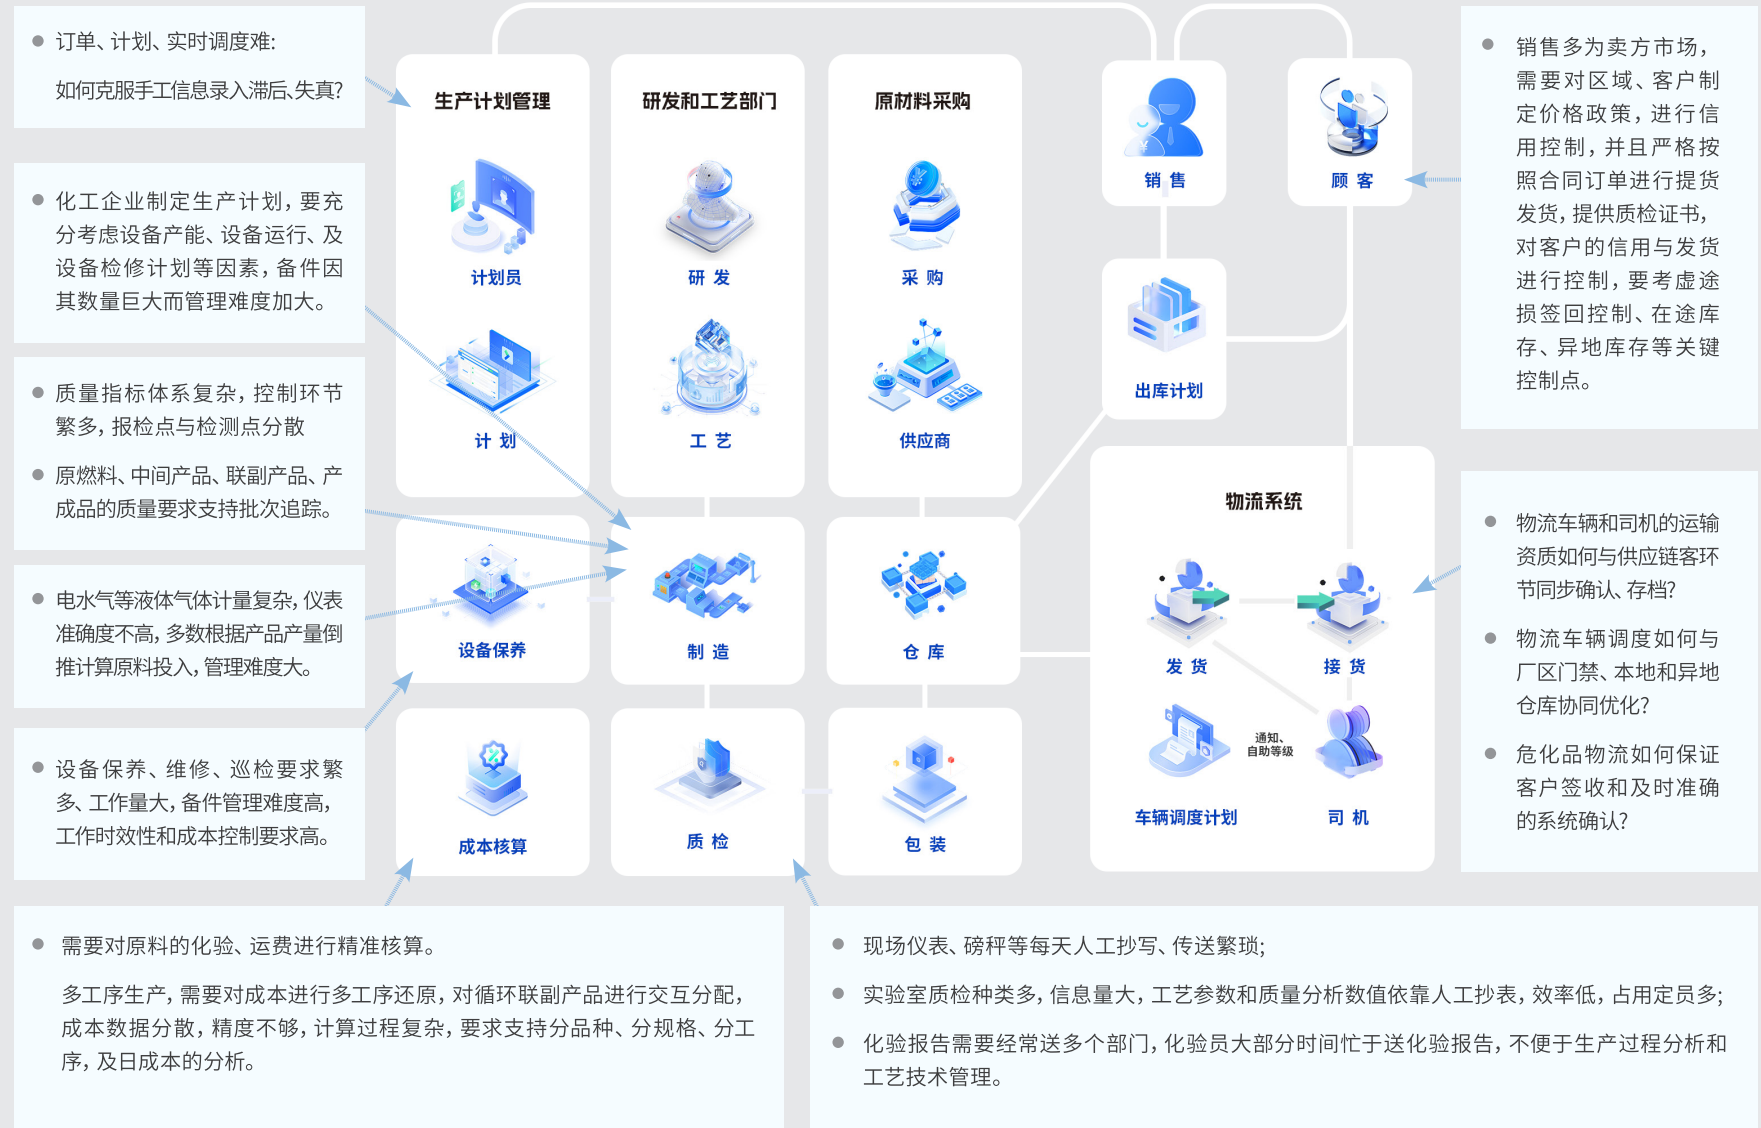 订单、计划、实时调度难:
如何克服手工信息录入滞后、失真?
化工企业制定生产计划，要充
分考虑设备产能、设备运行、及
设备检修计划等因素，备件因
其数量巨大而管理难度加大。
质量指标体系复杂，控制环节
繁多，报检点与检测点分散
原燃料、中间产品、联副产品、产
成品的质量要求支持批次追踪。
电水气等液体气体计量复杂，仪表
准确度不高，多数根据产品产量倒
推计算原料投入，管理难度大。
设备保养、维修、巡检要求繁
多、工作量大，备件管理难度高，
工作时效性和成本控制要求高。
生产计划管理
计划员
计 划
研发和工艺部门
研 发
工 艺
原材料采购
采 购
供应商
销 售
顾 客
出库计划
设备保养
制 造
仓 库
成本核算
质 检
包 装
物流系统
发 货
接 货
通知、
自助等级
车辆调度计划
司 机
销售多为卖方市场，
需要对区域、客户制
定价格政策，进行信
用控制，并且严格按
照合同订单进行提货
发货，提供质检证书，
对客户的信用与发货
进行控制，要考虑途
损签回控制、在途库
存、异地库存等关键
控制点。
物流车辆和司机的运输
资质如何与供应链客环
节同步确认、存档?
物流车辆调度如何与
厂区门禁、本地和异地
仓库协同优化?
危化品物流如何保证
客户签收和及时准确
的系统确认?
需要对原料的化验、运费进行精准核算。
多工序生产，需要对成本进行多工序还原，对循环联副产品进行交互分配，
成本数据分散，精度不够，计算过程复杂，要求支持分品种、分规格、分工
序，及日成本的分析。
现场仪表、磅秤等每天人工抄写、传送繁琐;
实验室质检种类多，信息量大，工艺参数和质量分析数值依靠人工抄表，效率低，占用定员多;
化验报告需要经常送多个部门，化验员大部分时间忙于送化验报告，不便于生产过程分析和
工艺技术管理。